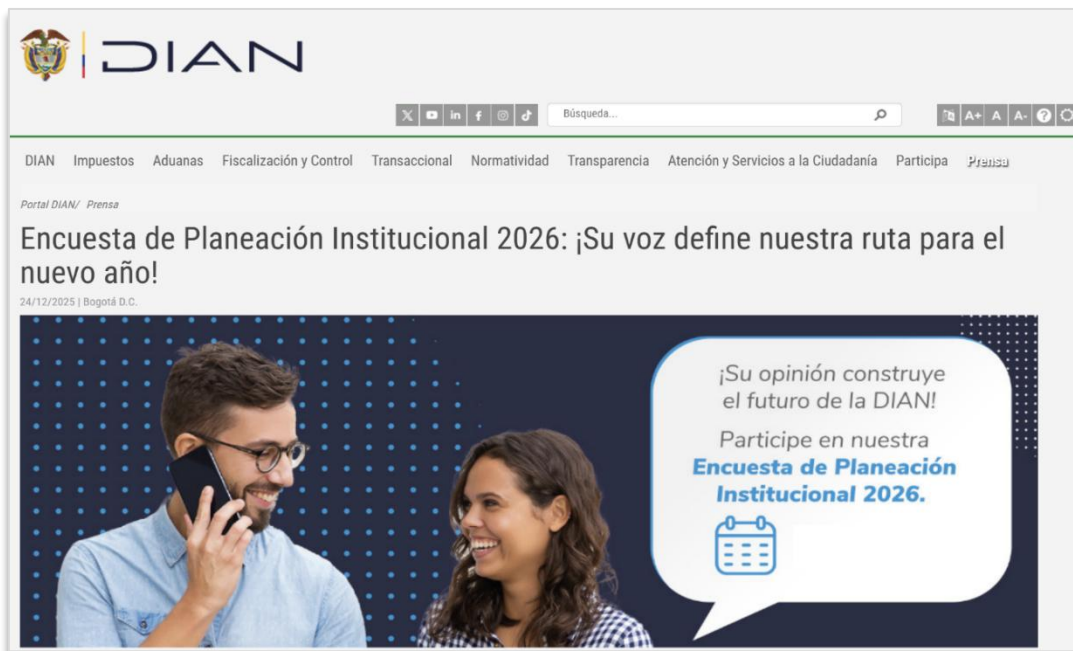 DIAN
Búsqueda...
A+ A A- ?
DIAN Impuestos Aduanas Fiscalización y Control Transaccional Normatividad Transparencia Atención y Servicios a la Ciudadanía Participa Prensa
Portal DIAN/ Prensa
Encuesta de Planeación Institucional 2026: ¡Su voz define nuestra ruta para el
nuevo año!
24/12/2025 | Bogotá D.C.
¡Su opinión construye
el futuro de la DIAN!
Participe en nuestra
Encuesta de Planeación
Institucional 2026.